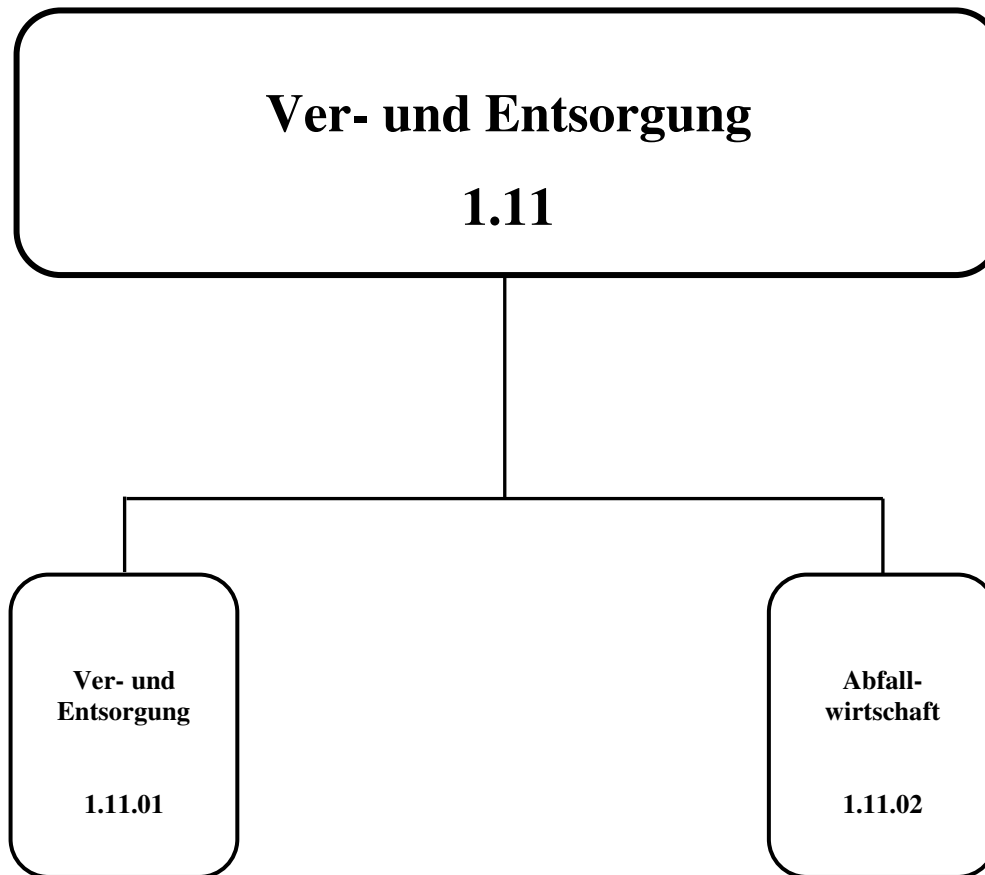 Ver- und Entsorgung
1.11
Ver- und
Entsorgung
1.11.01
Abfall-
wirtschaft
1.11.02